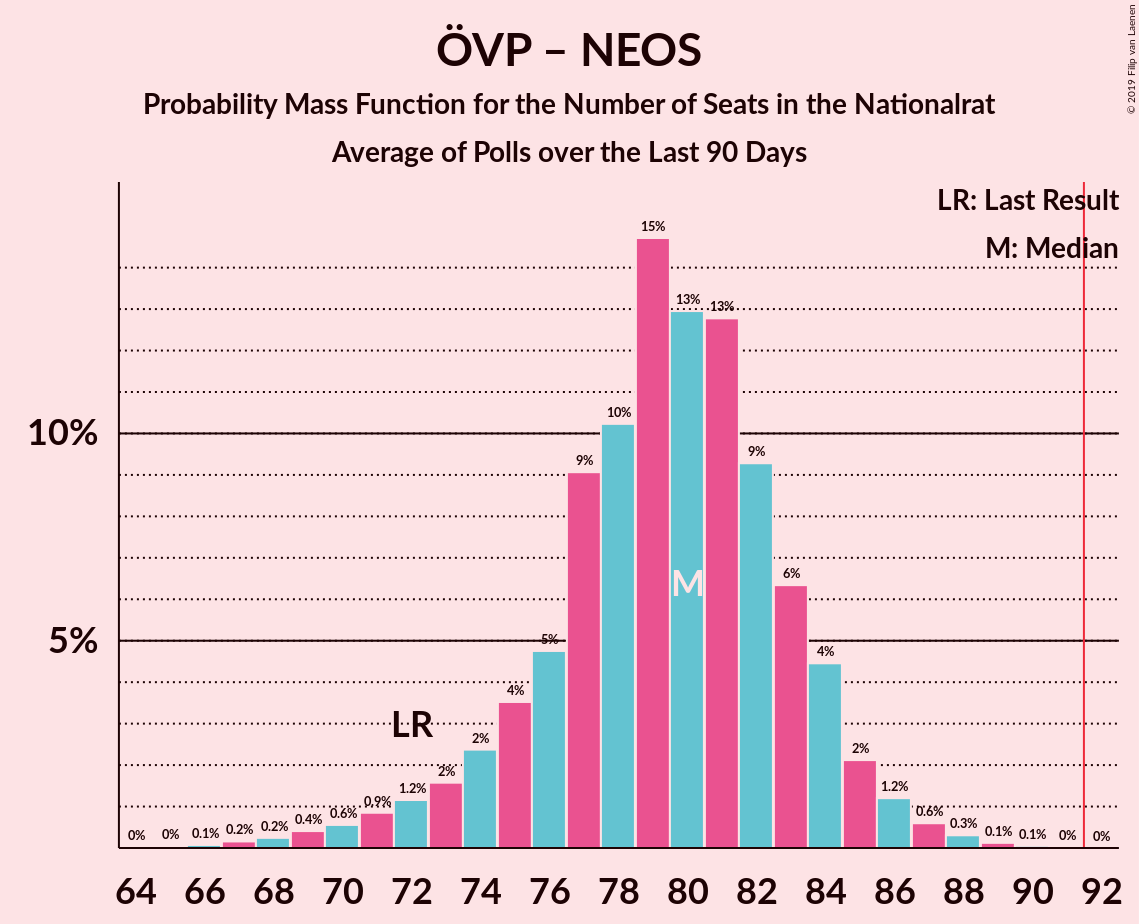 ÖVP – NEOS
Probability Mass Function for the Number of Seats in the Nationalrat
Average of Polls over the Last 90 Days
© 2019 Filip van Laenen
LR: Last Result
M: Median
15%
13% 13%
10%
10%
9% 9%
M
6%
5%
5%
4%
4%
LR
2%
2%
2%
1.2% 1.2%
0.9%
0.6% 0.6%
0.4%
0.3%
0% 0% 0.1% 0.2% 0.2% 0.1% 0.1% 0% 0%
64 66 68 70 72 74 76 78 80 82 84 86 88 90 92